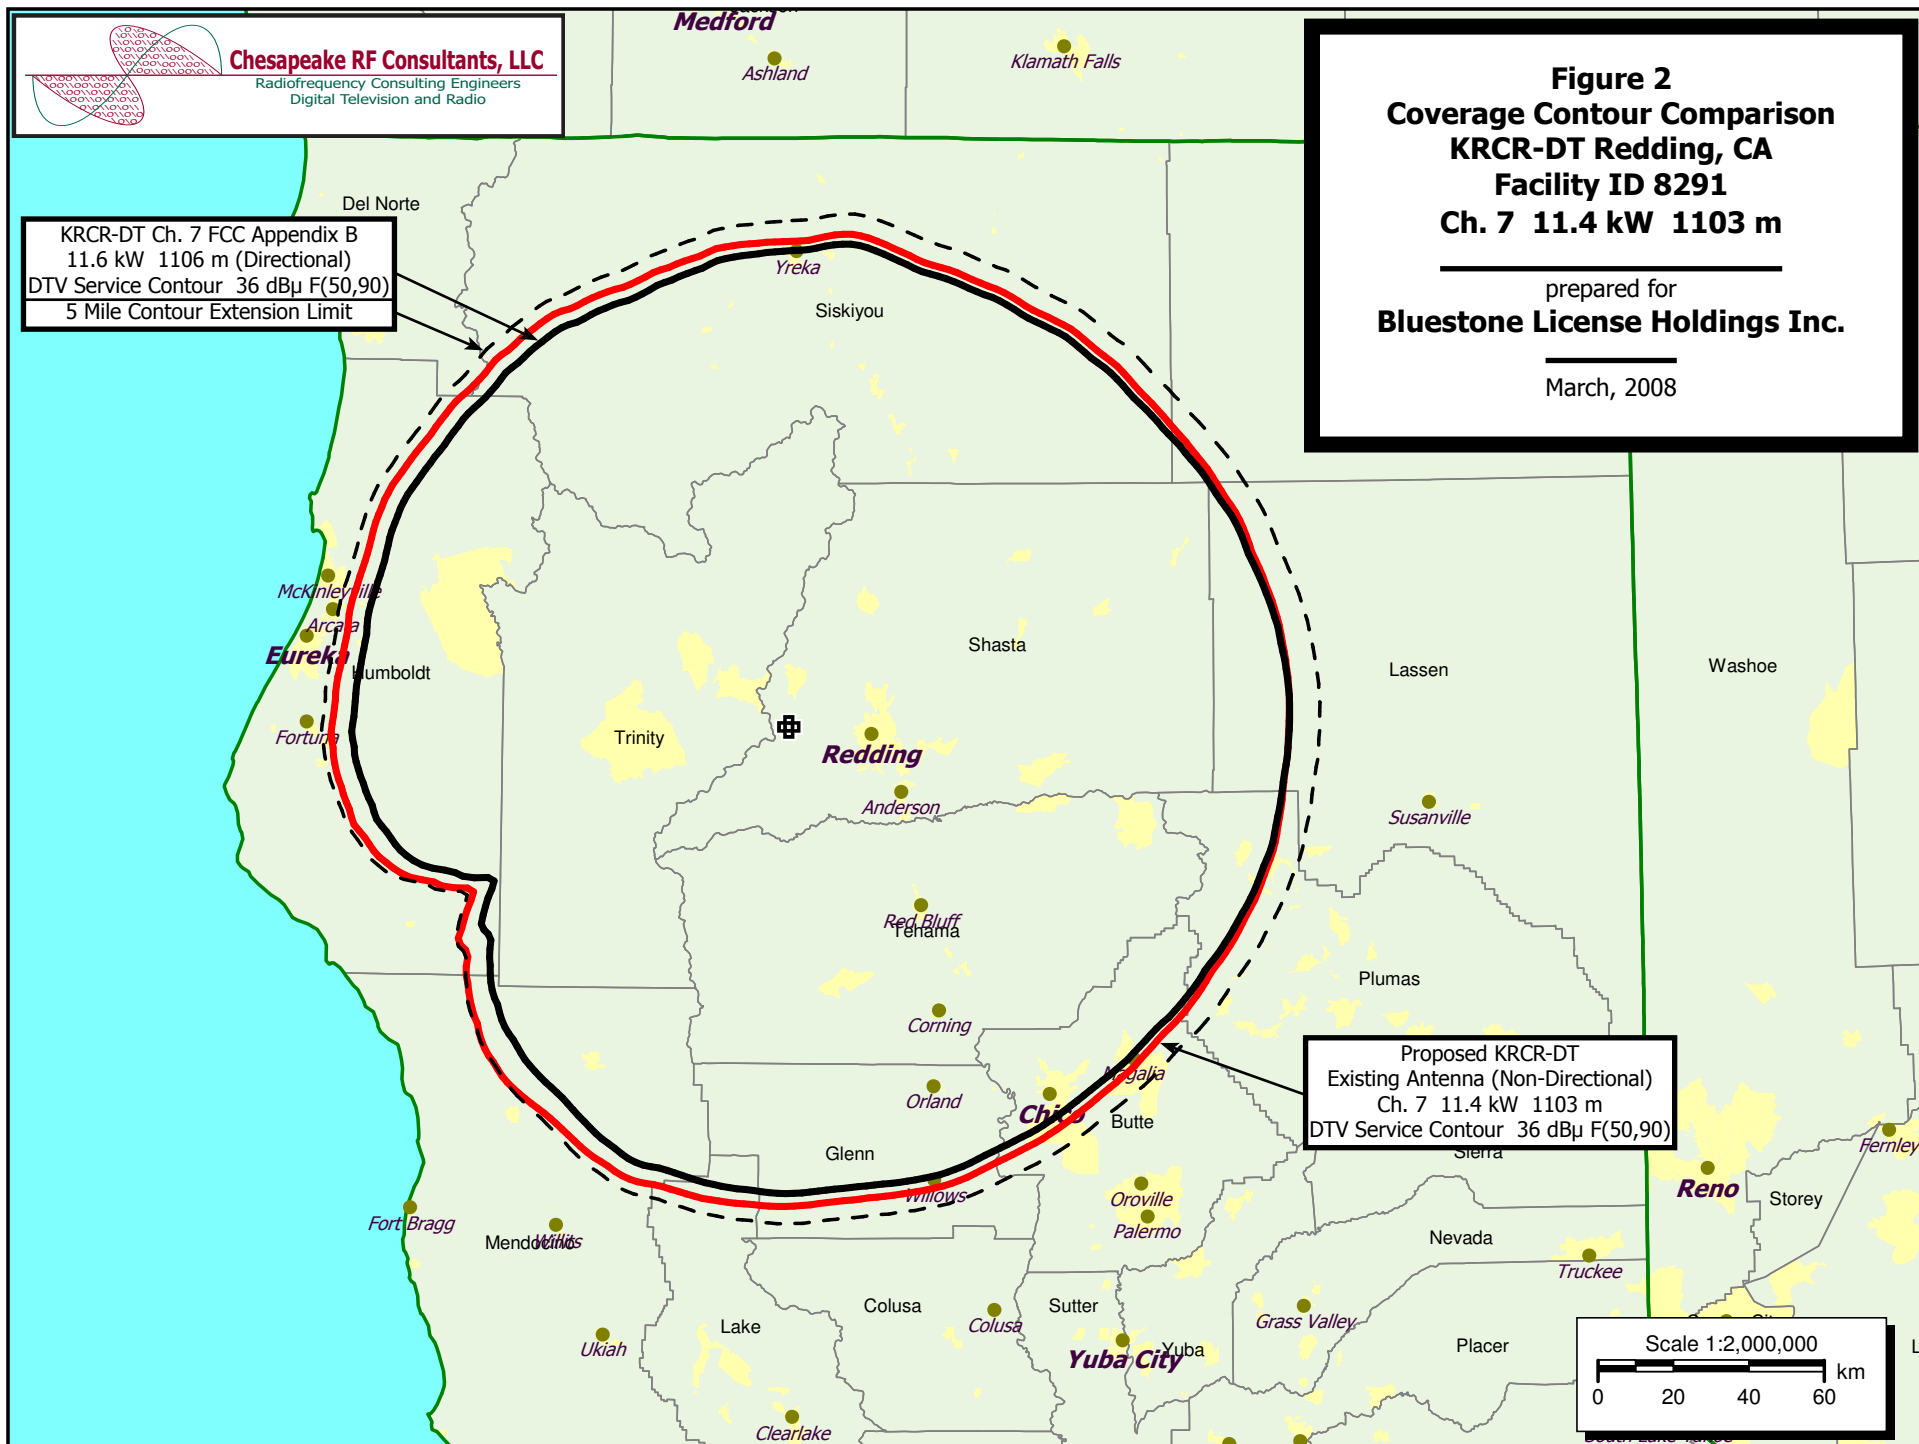 Chesapeake RF Consultants, LLC
Radiofrequency Consulting Engineers
Digital Television and Radio
Figure 2
Coverage Contour Comparison
KRCR-DT Redding, CA
Facility ID 8291
Ch. 7 11.4 kW 1103 m
prepared for
Bluestone License Holdings Inc.
March, 2008
Medford
Ashland
Klamath Falls
Del Norte
KRCR-DT Ch. 7 FCC Appendix B
11.6 kW 1106 m (Directional)
DTV Service Contour 36 dBµ F(50,90)
5 Mile Contour Extension Limit
Yreka
Siskiyou
McKinleyville
Arcata
Eureka
Humboldt
Fortuna
Trinity
Shasta
Redding
Anderson
Lassen
Washoe
Susanville
Red Bluff
Tehama
Corning
Plumas
Orland
Magalia
Chico
Butte
Glenn
Willows
Proposed KRCR-DT
Existing Antenna (Non-Directional)
Ch. 7 11.4 kW 1103 m
DTV Service Contour 36 dBµ F(50,90)
Sierra
Fernley
Reno
Storey
Oroville
Palermo
Fort Bragg
Mendocino
Willits
Nevada
Truckee
Colusa
Colusa
Sutter
Grass Valley
Lake
Ukiah
Yuba City
Yuba
Placer
Clearlake
Scale 1:2,000,000
km
0 20 40 60